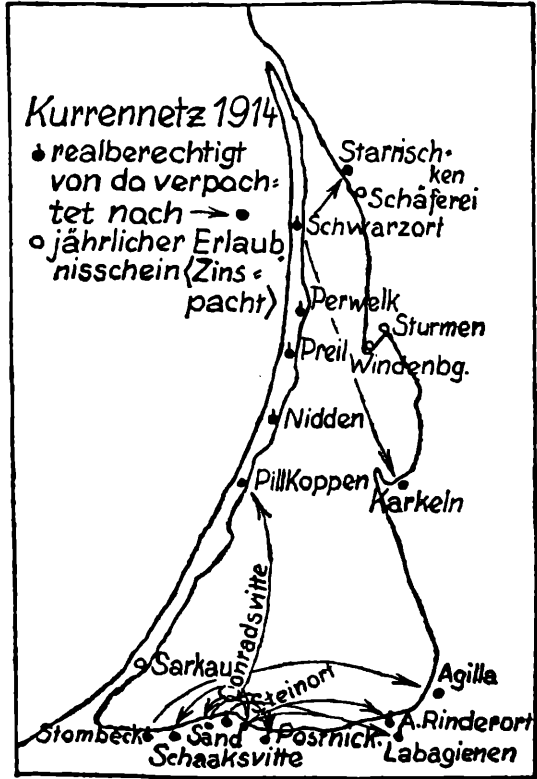 Kurrennetz 1914
realberechtigt
von da verpach-
tet nach → •
jährlicher Erlaub
nisschein (Zins-
pacht)
Starrisch-
ken
Schäferei
Schwarzort
Perwelk
Sturmen
Preil
Windenbg.
Nidden
Pillkoppen
Karkeln
Sarkau
Conradsvitte
Steinort
Agilla
A. Rinderort
Stombeck
Sand
Postnick.
Labagienen
Schaaksvitte